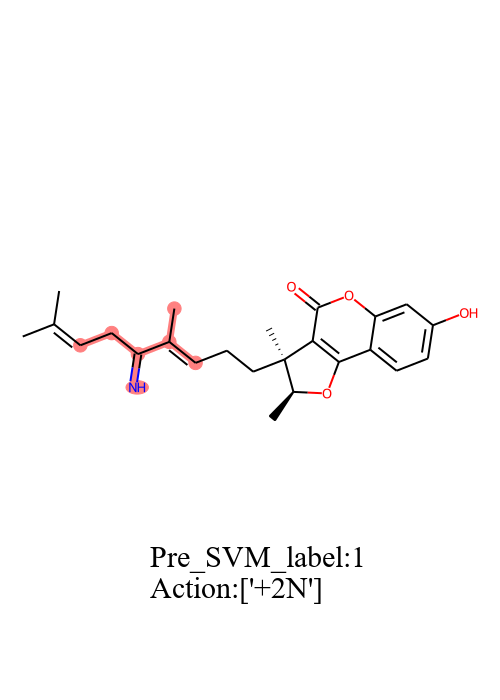 O
O
OH
NH
O
Pre_SVM_label:1
Action:['+2N']